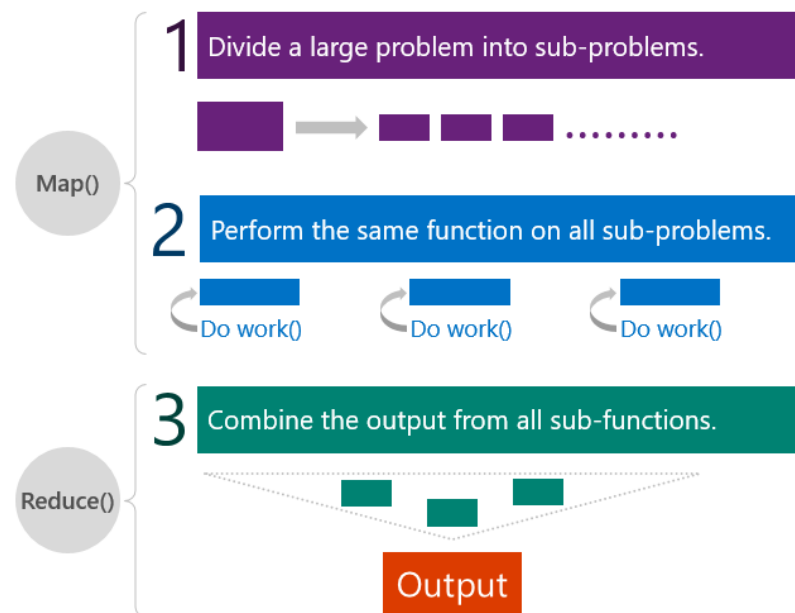 1 Divide a large problem into sub-problems.
Map()
2 Perform the same function on all sub-problems.
Do work() Do work() Do work()
3 Combine the output from all sub-functions.
Reduce()
Output